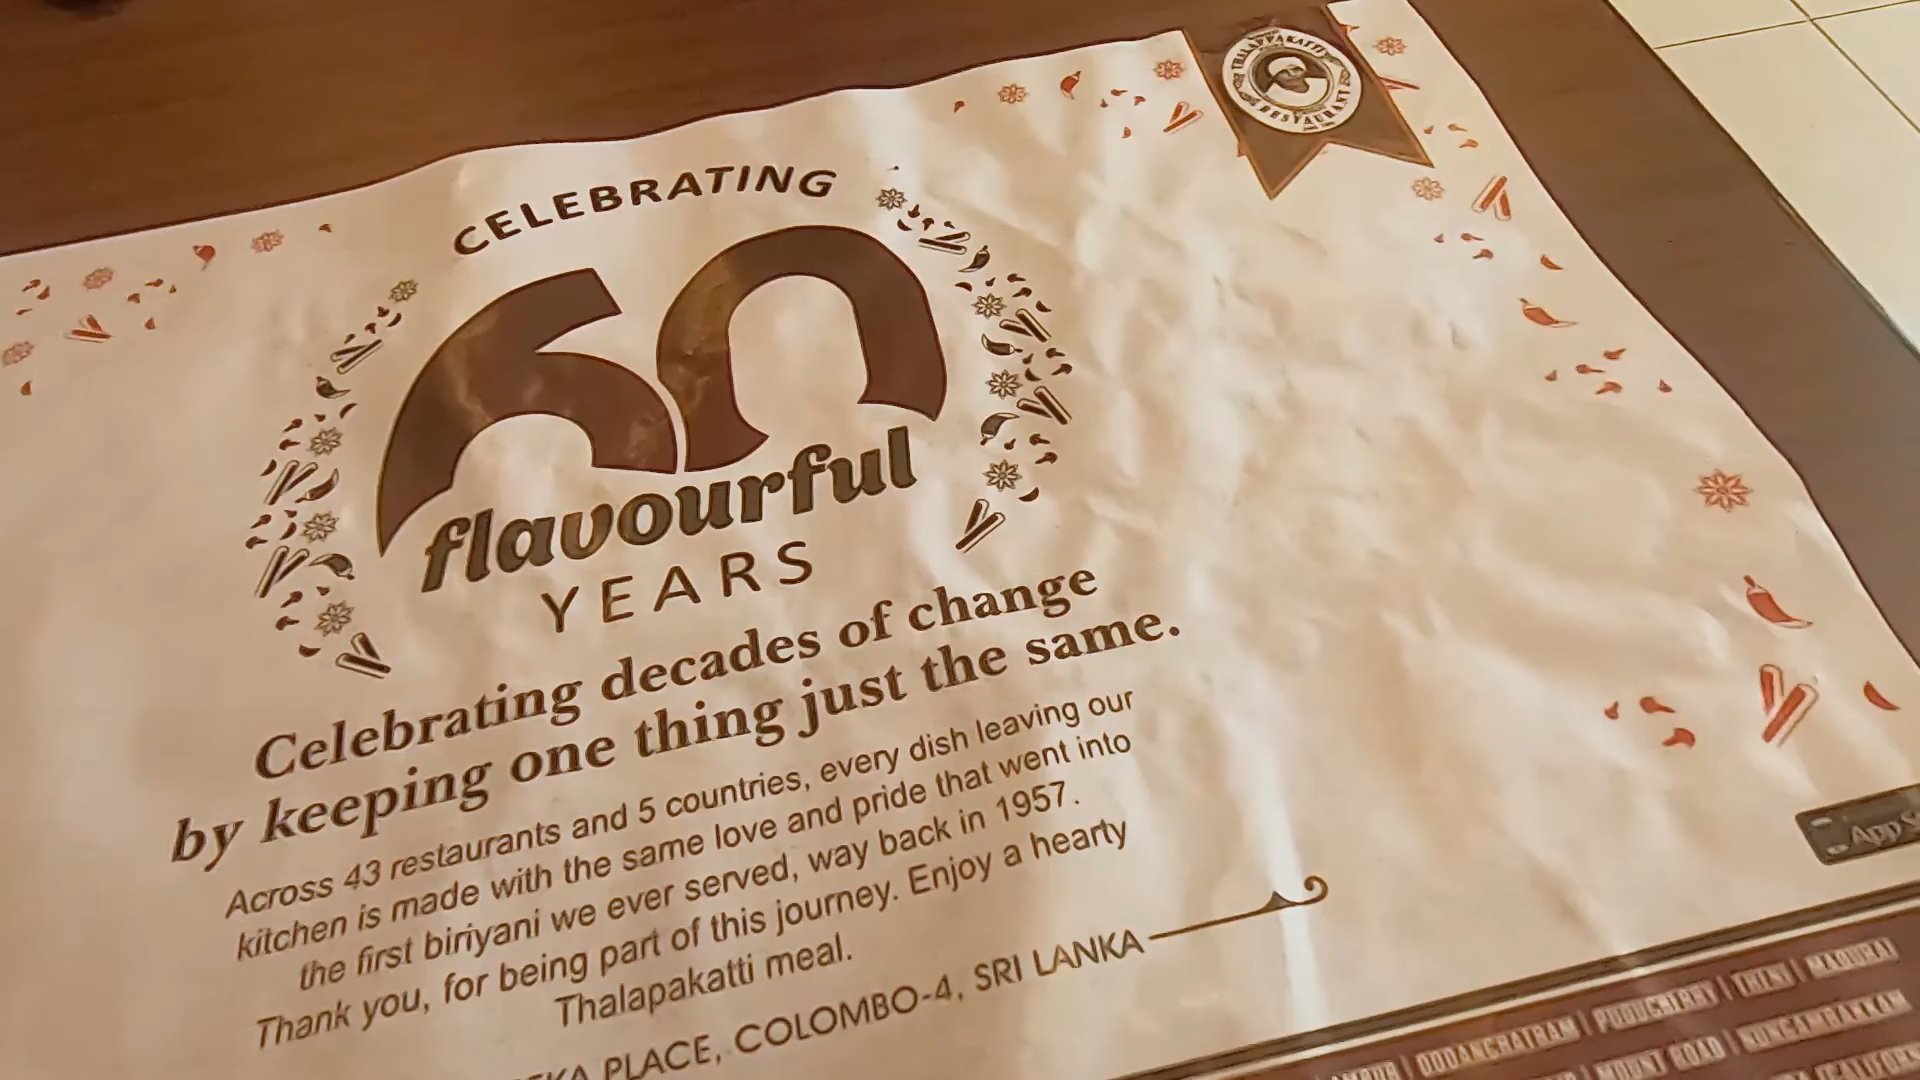 THALAPPAKATTI
RESTAURANT
CELEBRATING
60
flavourful
YEARS
Celebrating decades of change
by keeping one thing just the same.
Across 43 restaurants and 5 countries, every dish leaving our
kitchen is made with the same love and pride that went into
the first biriyani we ever served, way back in 1957.
Thank you, for being part of this journey. Enjoy a hearty
Thalapakatti meal.
PLACE, COLOMBO-4, SRI LANKA
App
ODDANCHATRAM | PUDUCHERRY | THENI | MADURAI
MOUNT ROAD | NUNGAMBAKKAM